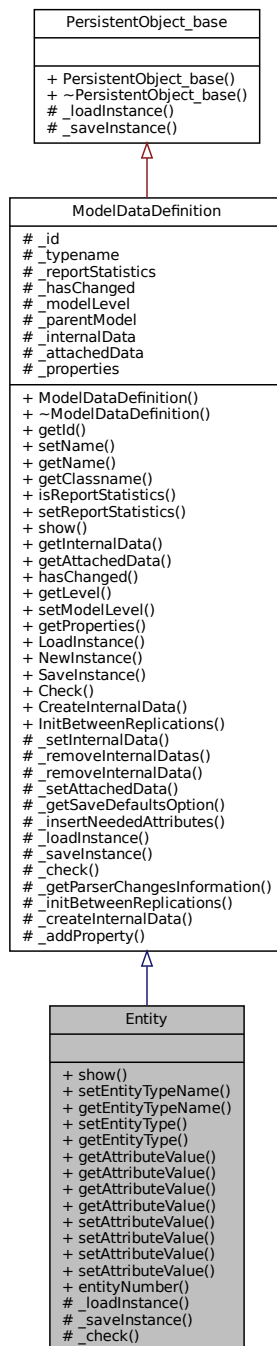 PersistentObject_base
+ PersistentObject_base()
+ ~PersistentObject_base()
# _loadInstance()
# _saveInstance()
ModelDataDefinition
# _id
# _typename
# _reportStatistics
# _hasChanged
# _modelLevel
# _parentModel
# _internalData
# _attachedData
# _properties
+ ModelDataDefinition()
+ ~ModelDataDefinition()
+ getId()
+ setName()
+ getName()
+ getClassname()
+ isReportStatistics()
+ setReportStatistics()
+ show()
+ getInternalData()
+ getAttachedData()
+ hasChanged()
+ getLevel()
+ setModelLevel()
+ getProperties()
+ LoadInstance()
+ NewInstance()
+ SaveInstance()
+ Check()
+ CreateInternalData()
+ InitBetweenReplications()
# _setInternalData()
# _removeInternalDatas()
# _removeInternalData()
# _setAttachedData()
# _getSaveDefaultsOption()
# _insertNeededAttributes()
# _loadInstance()
# _saveInstance()
# _check()
# _getParserChangesInformation()
# _initBetweenReplications()
# _createInternalData()
# _addProperty()
Entity
+ show()
+ setEntityTypeName()
+ getEntityTypeName()
+ setEntityType()
+ getEntityType()
+ getAttributeValue()
+ getAttributeValue()
+ getAttributeValue()
+ getAttributeValue()
+ setAttributeValue()
+ setAttributeValue()
+ setAttributeValue()
+ setAttributeValue()
+ entityNumber()
# _loadInstance()
# _saveInstance()
# _check()